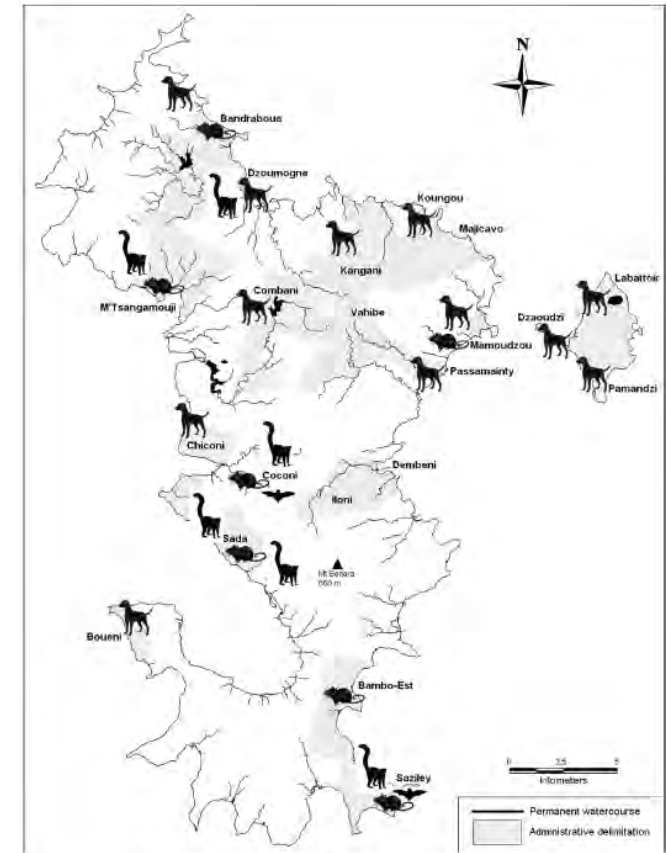 N
Bandraboua
Dzoumogne
Koungou
Majicavo
Kangani
Labattoir
M'Tsangamouji
Combani
Vahibe
Dzaoudzi
Mamoudzou
Passamainty
Pamandzi
Chiconi
Dembeni
Coconi
Iloni
Sada
Mt Benara
660 m
Boueni
Bambo-Est
Saziley
0 2,5 5
kilometers
Permanent watercourse
Administrative delimitation